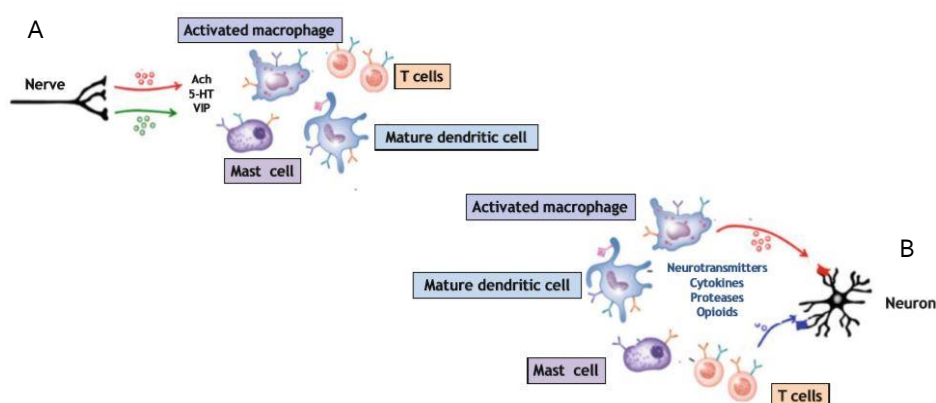 A
Activated macrophage
Nerve
T cells
Ach
5-HT
VIP
Mature dendritic cell
Mast cell
Activated macrophage
B
Mature dendritic cell
Neurotransmitters
Cytokines
Proteases
Opioids
Neuron
Mast cell
T cells